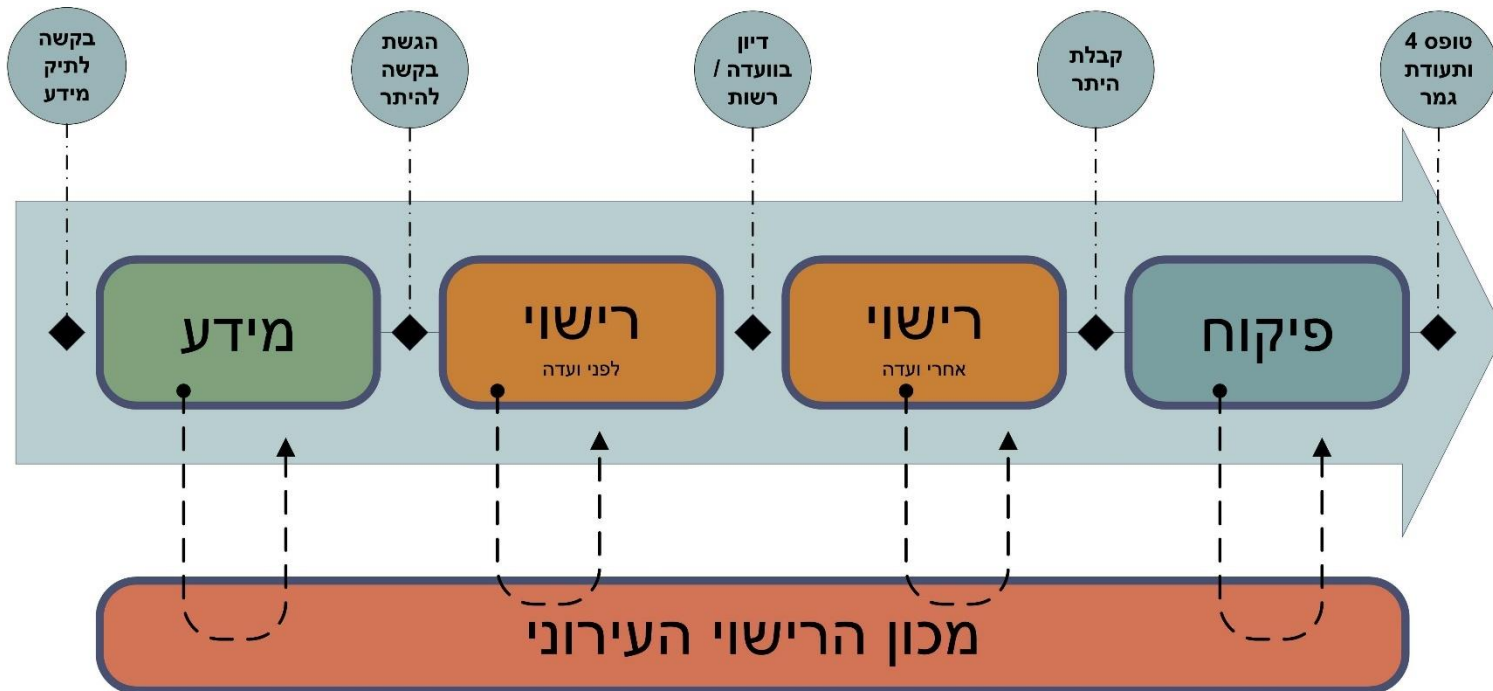 בקשה
לתיק
מידע
הגשת
בקשה
להיתר
דיון
בוועדה /
רשות
קבלת
היתר
טופס 4
ותעודת
גמר
מידע
רישוי
לפני ועדה
רישוי
אחרי ועדה
פיקוח
מכון הרישוי העירוני